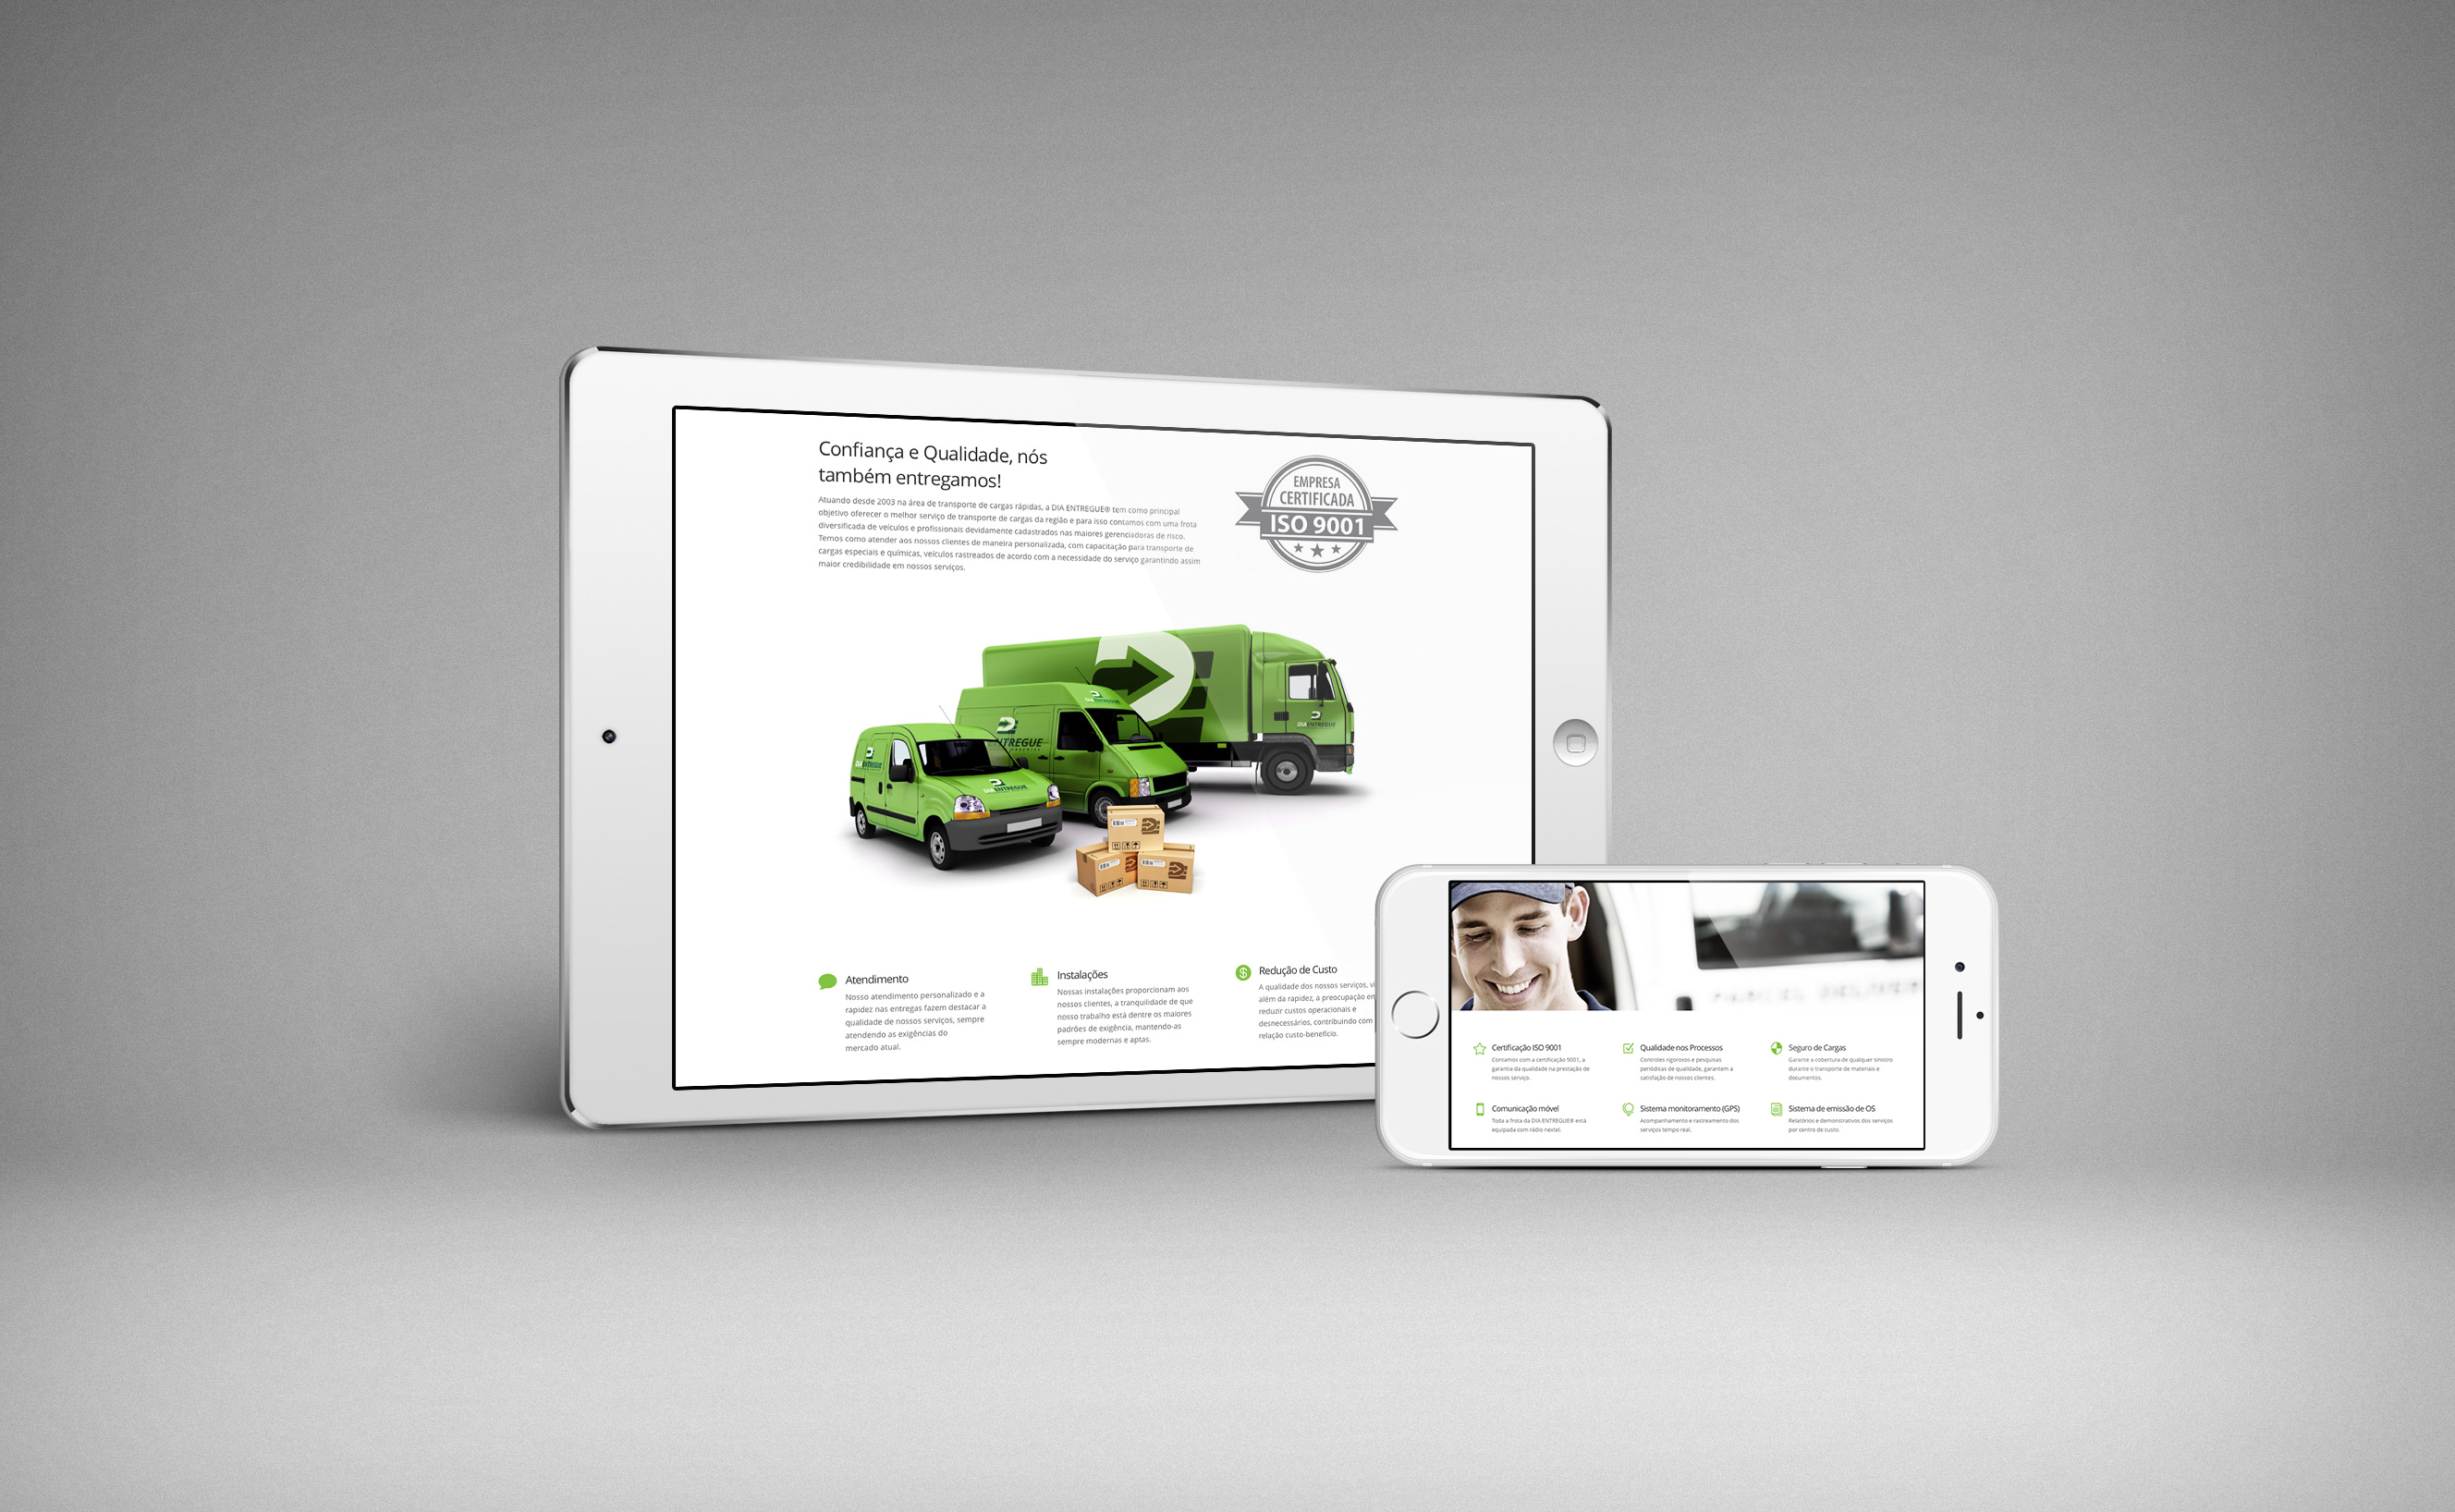 Confiança e Qualidade, nós
também entregamos!
Atuando desde 2003 na área de transporte de cargas rápidas, a DIA ENTREGUE® tem como principal
objetivo oferecer o melhor serviço de transporte de cargas da região e para isso contamos com uma frota
diversificada de veículos e profissionais devidamente cadastrados nas maiores gerenciadoras de risco.
Temos como atender aos nossos clientes de maneira personalizada, com capacitação para transporte de
cargas especiais e químicas, veículos rastreados de acordo com a necessidade do serviço garantindo assim
maior credibilidade em nossos serviços.
EMPRESA
CERTIFICADA
ISO 9001
DIAENTREGUE
DIAENTREGUE
ENTREGUE
DIAENTREGUE
DIAENTREGUE
Atendimento
Nosso atendimento personalizado e a
rapidez nas entregas fazem destacar a
qualidade de nossos serviços, sempre
atendendo as exigências do
mercado atual.
Instalações
Nossas instalações proporcionam aos
nossos clientes, a tranquilidade de que
nosso trabalho está dentre os maiores
padrões de exigência, mantendo-as
sempre modernas e aptas.
Redução de Custo
A qualidade dos nossos serviços, vi
além da rapidez, a preocupação em
reduzir custos operacionais e
desnecessários, contribuindo com
relação custo-benefício.
Certificação ISO 9001
Contamos com a certificação 9001, a
garantia da qualidade na prestação de
nossos serviço.
Qualidade nos Processos
Controles rigorosos e pesquisas
periódicas de qualidade, garantem a
satisfação de nossos clientes.
Seguro de Cargas
Garante a cobertura de qualquer sinistro
durante o transporte de materiais e
documentos.
Comunicação móvel
Toda a frota da DIA ENTREGUE® está
equipada com rádio nextel.
Sistema monitoramento (GPS)
Acompanhamento e rastreamento dos
serviços tempo real.
Sistema de emissão de OS
Relatórios e demonstrativos dos serviços
por centro de custo.